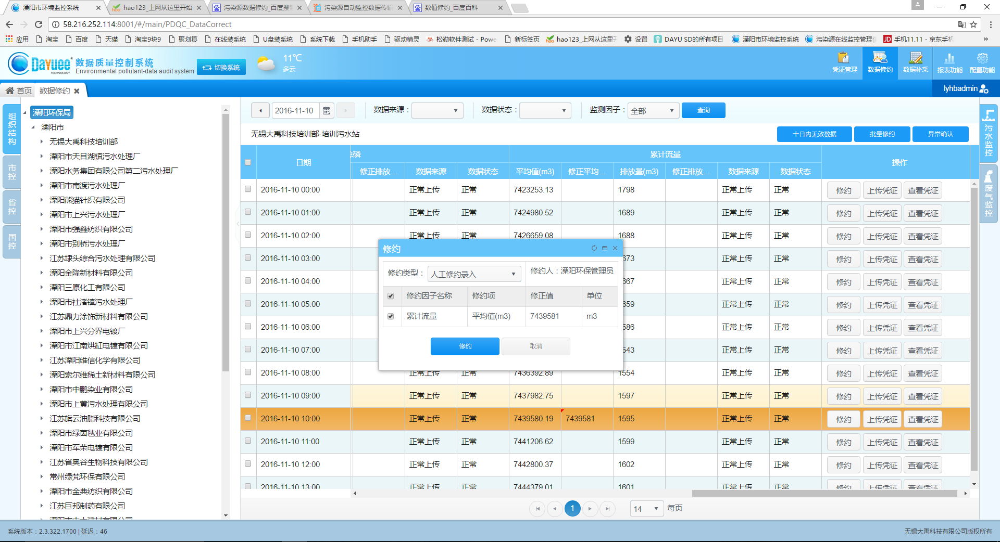 溧阳市环境监控系统
hao123_上网从这里开始
污染源数据修约_百度搜
污染源自动监控数据传输
数值修约_百度百科
58.216.252.114:8001/#/main/PDQC_DataCorrect
应用 淘宝 百度 天猫 淘宝9块9 聚划算 在线装系统 U盘装系统 系统下载 手机助手 驱动精灵 松勤软件测试 - Powe 新标签页 hao123_上网从这里开 设置 DAYU SD的所有项目 溧阳市环境监控系统 污染源在线监控管理 手机11.11 - 京东手机 »
Dayuee TECHNOLOGY
数据质量控制系统
Environmental pollutant-data audit system
切换系统
11℃
多云
凭证管理 数据修约 数据补采 报表功能 配置功能
首页 数据修约
lyhbadmin
组织结构
市控
省控
国控
溧阳环保局
溧阳市
无锡大禹科技培训部
溧阳市天目湖镇污水处理厂
溧阳水务集团有限公司第二污水处理厂
溧阳市南渡污水处理厂
溧阳熊猫针织有限公司
溧阳市上兴污水处理厂
溧阳市强鑫纺织有限公司
溧阳市别桥污水处理厂
江苏埭头综合污水处理有限公司
溧阳金隆新材料有限公司
溧阳三原化工有限公司
溧阳市社渚镇污水处理厂
江苏鼎力涂饰新材料有限公司
溧阳市上兴分界电镀厂
溧阳市江南烘缸电镀有限公司
江苏溧阳维信化学有限公司
溧阳索尔维稀土新材料有限公司
溧阳市中鹏染业有限公司
溧阳市上黄污水处理有限公司
江苏旗云油脂科技有限公司
溧阳市绿茵毯业有限公司
溧阳市军荣电镀有限公司
江苏省奥谷生物科技有限公司
常州绿梵环保有限公司
溧阳市金典纺织有限公司
江苏巨邦制药有限公司
2016-11-10 数据来源： 数据状态： 监测因子： 全部 查询
无锡大禹科技培训部-培训污水站
十日内无效数据 批量修约 异常确认
污水监控
废气监控
日期 磷 累计流量 操作
修正排放... 数据来源 数据状态 平均值(m3) 修正平均... 排放量(m3) 修正排放... 数据来源 数据状态
2016-11-10 00:00 正常上传 正常 7423253.13 1798 正常上传 正常 修约 上传凭证 查看凭证
2016-11-10 01:00 正常上传 正常 7424980.52 1689 正常上传 正常 修约 上传凭证 查看凭证
2016-11-10 02:00 正常上传 正常 7426659.08 1688 正常上传 正常 修约 上传凭证 查看凭证
2016-11-10 03:00 673 正常上传 正常 修约 上传凭证 查看凭证
2016-11-10 04:00 667 正常上传 正常 修约 上传凭证 查看凭证
2016-11-10 05:00 659 正常上传 正常 修约 上传凭证 查看凭证
2016-11-10 06:00 586 正常上传 正常 修约 上传凭证 查看凭证
2016-11-10 07:00 543 正常上传 正常 修约 上传凭证 查看凭证
2016-11-10 08:00 正常上传 正常 7436392.89 1554 正常上传 正常 修约 上传凭证 查看凭证
2016-11-10 09:00 正常上传 正常 7437982.75 1597 正常上传 正常 修约 上传凭证 查看凭证
2016-11-10 10:00 正常上传 正常 7439580.19 7439581 1595 正常上传 正常 修约 上传凭证 查看凭证
2016-11-10 11:00 正常上传 正常 7441206.62 1599 正常上传 正常 修约 上传凭证 查看凭证
2016-11-10 12:00 正常上传 正常 7442800.37 1602 正常上传 正常 修约 上传凭证 查看凭证
2016-11-10 13:00 正常上传 正常 7444379.01 1601 正常上传 正常 修约 上传凭证 查看凭证
修约
修约类型： 人工修约录入 修约人：溧阳环保管理员
修约因子名称 修约项 修正值 单位
累计流量 平均值(m3) 7439581 m3
修约 取消
1 14 每页
系统版本：2.3.322.1700 | 延迟：46
无锡大禹科技有限公司版权所有